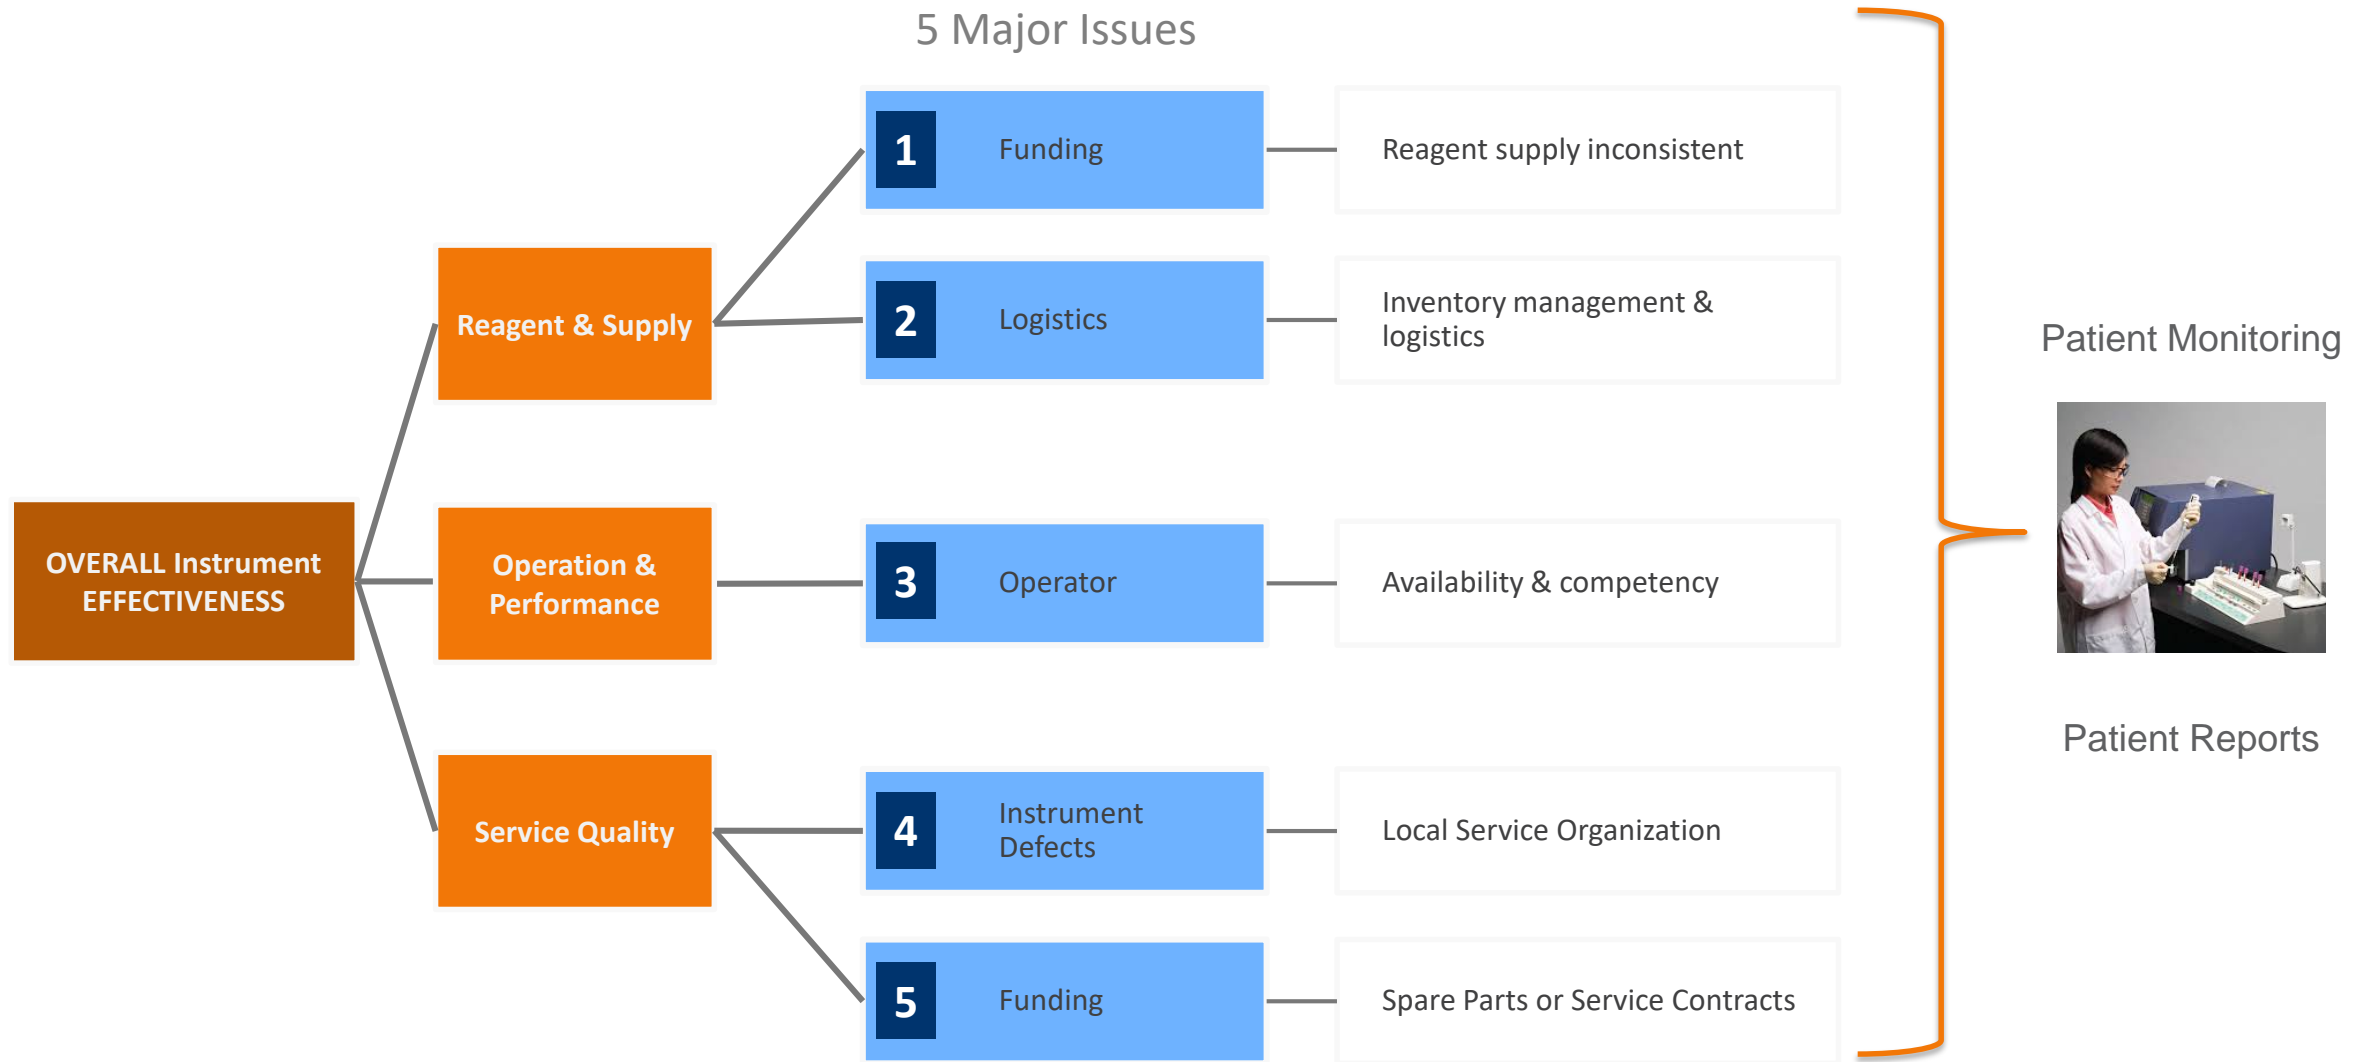 5 Major Issues
OVERALL Instrument
EFFECTIVENESS
Reagent & Supply
1
Funding
Reagent supply inconsistent
2
Logistics
Inventory management &
logistics
Operation &
Performance
3
Operator
Availability & competency
Service Quality
4
Instrument
Defects
Local Service Organization
5
Funding
Spare Parts or Service Contracts
Patient Monitoring
Patient Reports